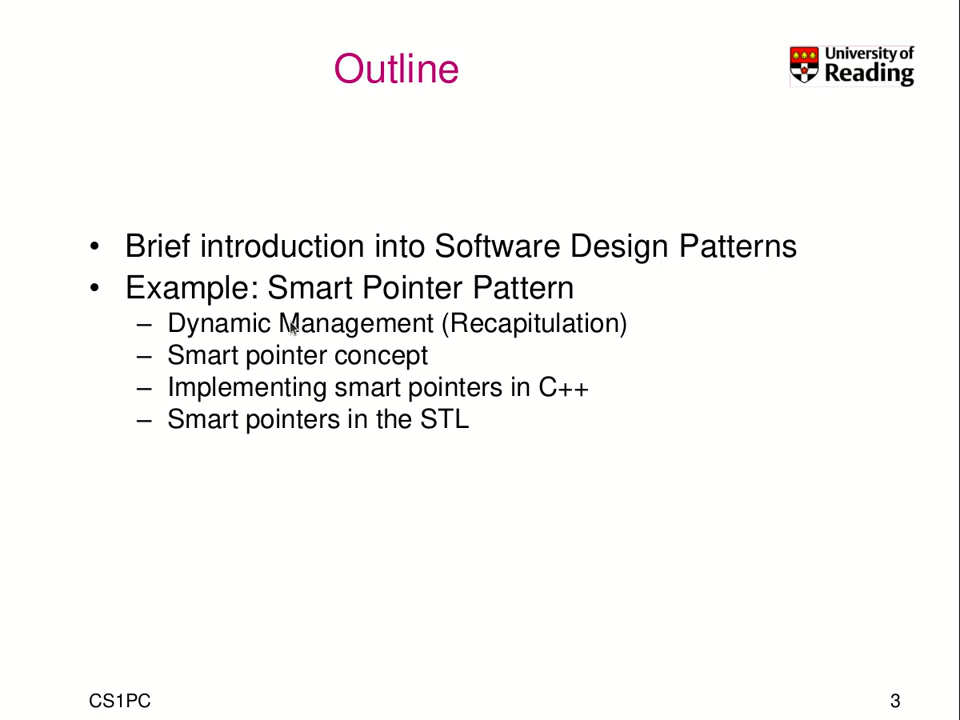 Outline
University of
Reading
• Brief introduction into Software Design Patterns
• Example: Smart Pointer Pattern
– Dynamic Management (Recapitulation)
– Smart pointer concept
– Implementing smart pointers in C++
– Smart pointers in the STL
CS1PC
3